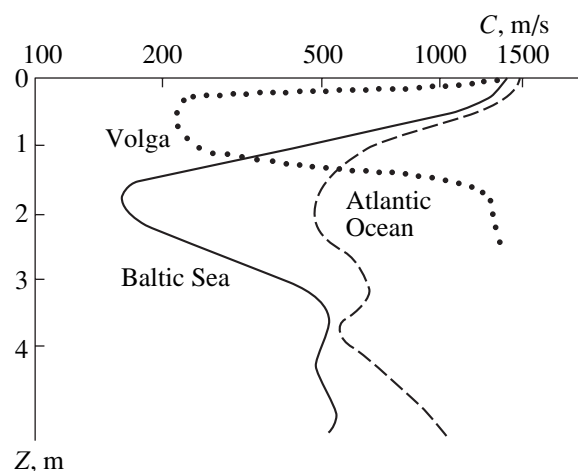 C, m/s
100 200 500 1000 1500
0
Volga
1
Atlantic
Ocean
2
Baltic Sea
3
4
Z, m